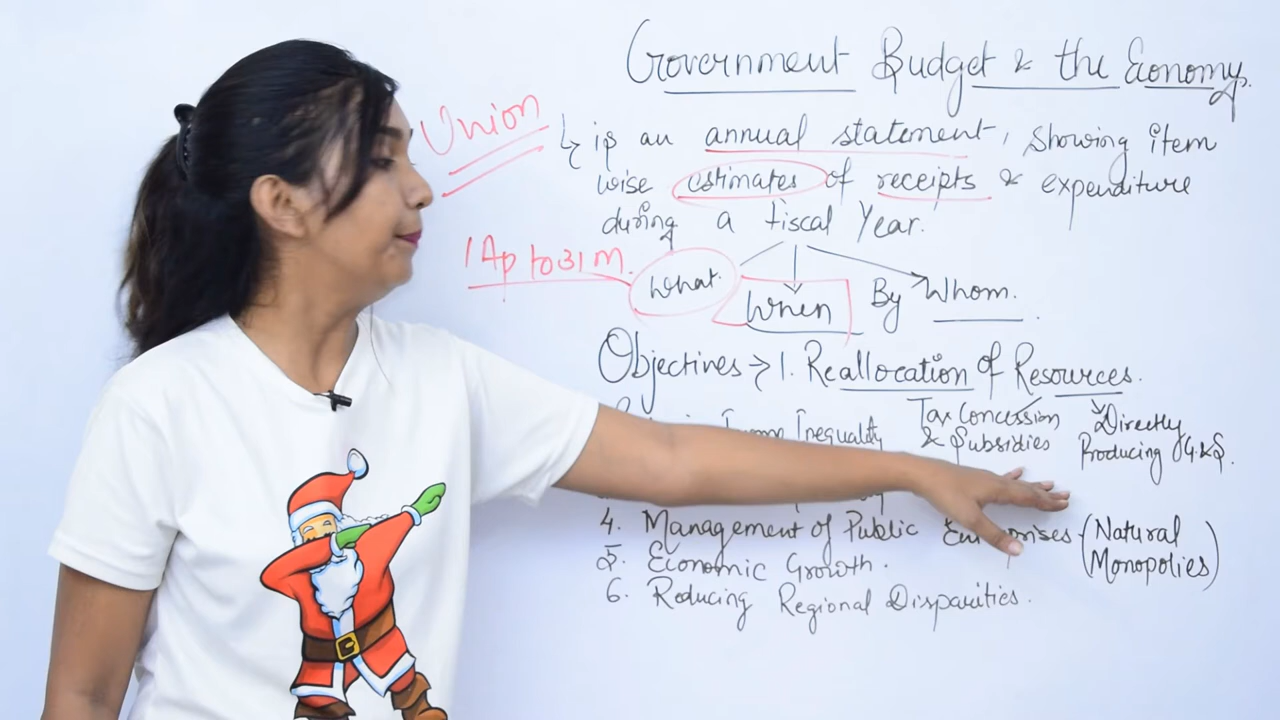 Government Budget & the Economy.
Union
↳ is an annual statement, showing item
wise estimates of receipts & expenditure
during a fiscal Year.
1 Ap to 31 M.
What. When By Whom.
Objectives → 1. Reallocation of Resources.
Tax Concession
& Subsidies
Directly
Producing G.&S.
Income Inequality
4. Management of Public
(Natural
Monopolies)
5. Economic Growth.
6. Reducing Regional Disparities.